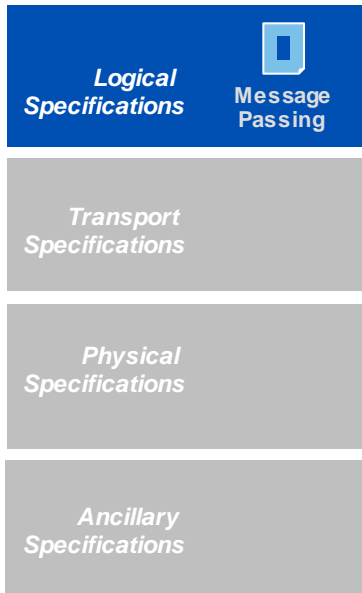 Logical
Specifications
Message
Passing
Transport
Specifications
Physical
Specifications
Ancillary
Specifications